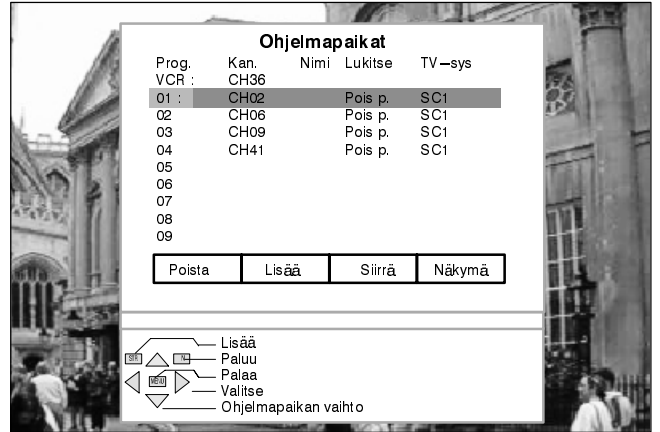 Ohjelmapaikat
Prog. Kan. Nimi Lukitse TV–sys
VCR : CH36
01 : CH02 Pois p. SC1
02 CH06 Pois p. SC1
03 CH09 Pois p. SC1
04 CH41 Pois p. SC1
05
06
07
08
09
Poista Lisää Siirrä Näkymä
Lisää
STR N Paluu
MENU Palaa
Valitse
Ohjelmapaikan vaihto